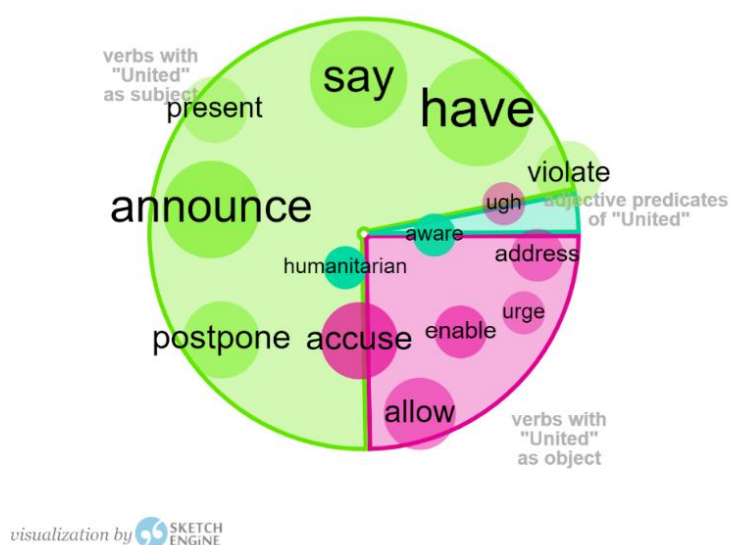 verbs with
"United"
as subject
present
say
have
violate
ugh
adjective predicates
of "United"
announce
aware
address
humanitarian
urge
enable
postpone
accuse
allow
verbs with
"United"
as object
visualization by SKETCH
ENGINE